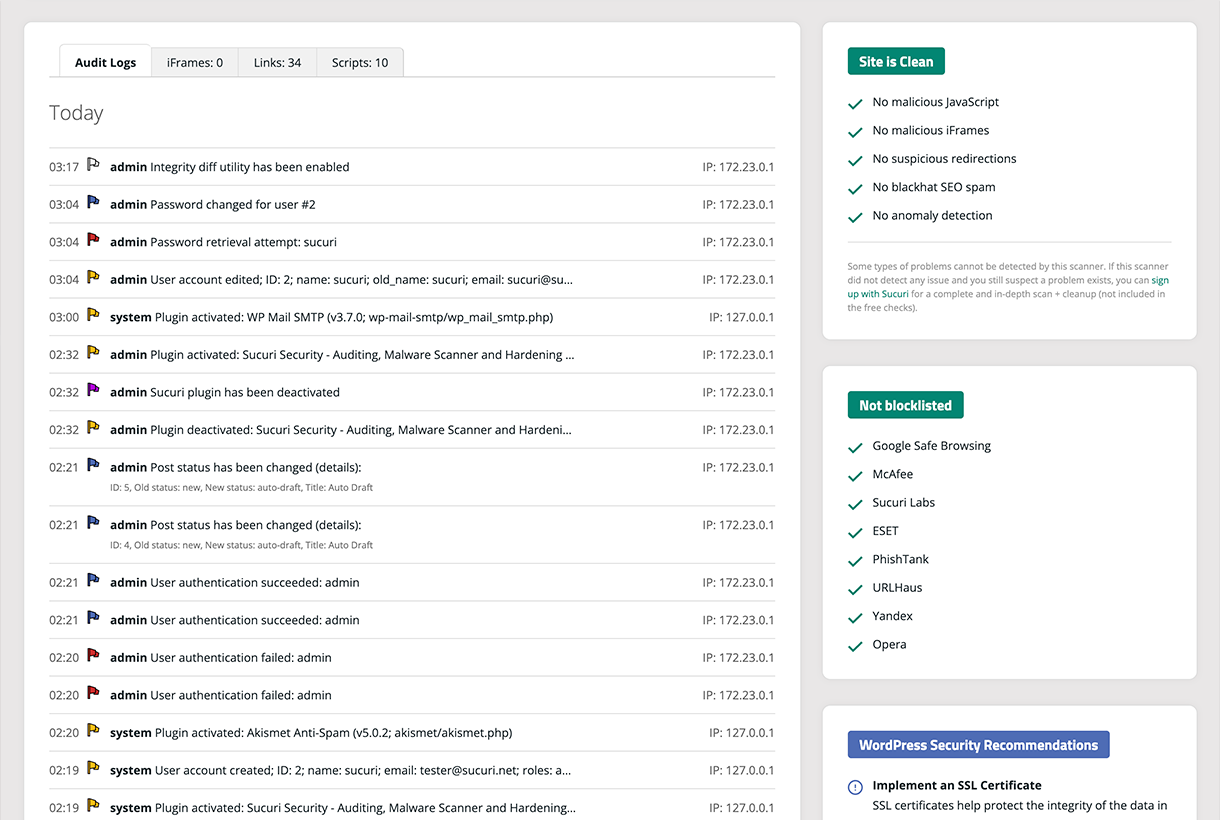 Audit Logs iFrames: 0 Links: 34 Scripts: 10
Today
03:17 admin Integrity diff utility has been enabled IP: 172.23.0.1
03:04 admin Password changed for user #2 IP: 172.23.0.1
03:04 admin Password retrieval attempt: sucuri IP: 172.23.0.1
03:04 admin User account edited; ID: 2; name: sucuri; old_name: sucuri; email: sucuri@su... IP: 172.23.0.1
03:00 system Plugin activated: WP Mail SMTP (v3.7.0; wp-mail-smtp/wp_mail_smtp.php) IP: 127.0.0.1
02:32 admin Plugin activated: Sucuri Security - Auditing, Malware Scanner and Hardening ... IP: 172.23.0.1
02:32 admin Sucuri plugin has been deactivated IP: 172.23.0.1
02:32 admin Plugin deactivated: Sucuri Security - Auditing, Malware Scanner and Hardeni... IP: 172.23.0.1
02:21 admin Post status has been changed (details): IP: 172.23.0.1
ID: 5, Old status: new, New status: auto-draft, Title: Auto Draft
02:21 admin Post status has been changed (details): IP: 172.23.0.1
ID: 4, Old status: new, New status: auto-draft, Title: Auto Draft
02:21 admin User authentication succeeded: admin IP: 172.23.0.1
02:21 admin User authentication succeeded: admin IP: 172.23.0.1
02:20 admin User authentication failed: admin IP: 172.23.0.1
02:20 admin User authentication failed: admin IP: 172.23.0.1
02:20 system Plugin activated: Akismet Anti-Spam (v5.0.2; akismet/akismet.php) IP: 127.0.0.1
02:19 system User account created; ID: 2; name: sucuri; email: tester@sucuri.net; roles: a... IP: 127.0.0.1
02:19 system Plugin activated: Sucuri Security - Auditing, Malware Scanner and Hardening... IP: 127.0.0.1
Site is Clean
No malicious JavaScript
No malicious iFrames
No suspicious redirections
No blackhat SEO spam
No anomaly detection
Some types of problems cannot be detected by this scanner. If this scanner
did not detect any issue and you still suspect a problem exists, you can sign
up with Sucuri for a complete and in-depth scan + cleanup (not included in
the free checks).
Not blocklisted
Google Safe Browsing
McAfee
Sucuri Labs
ESET
PhishTank
URLHaus
Yandex
Opera
WordPress Security Recommendations
Implement an SSL Certificate
SSL certificates help protect the integrity of the data in